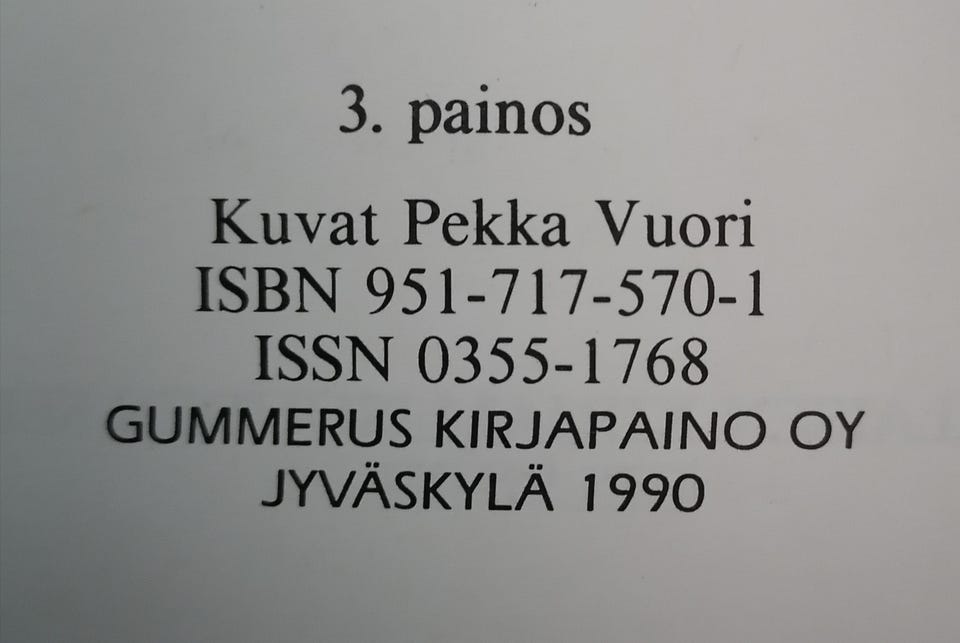 3. painos
Kuvat Pekka Vuori
ISBN 951-717-570-1
ISSN 0355-1768
GUMMERUS KIRJAPAINO OY
JYVÄSKYLÄ 1990